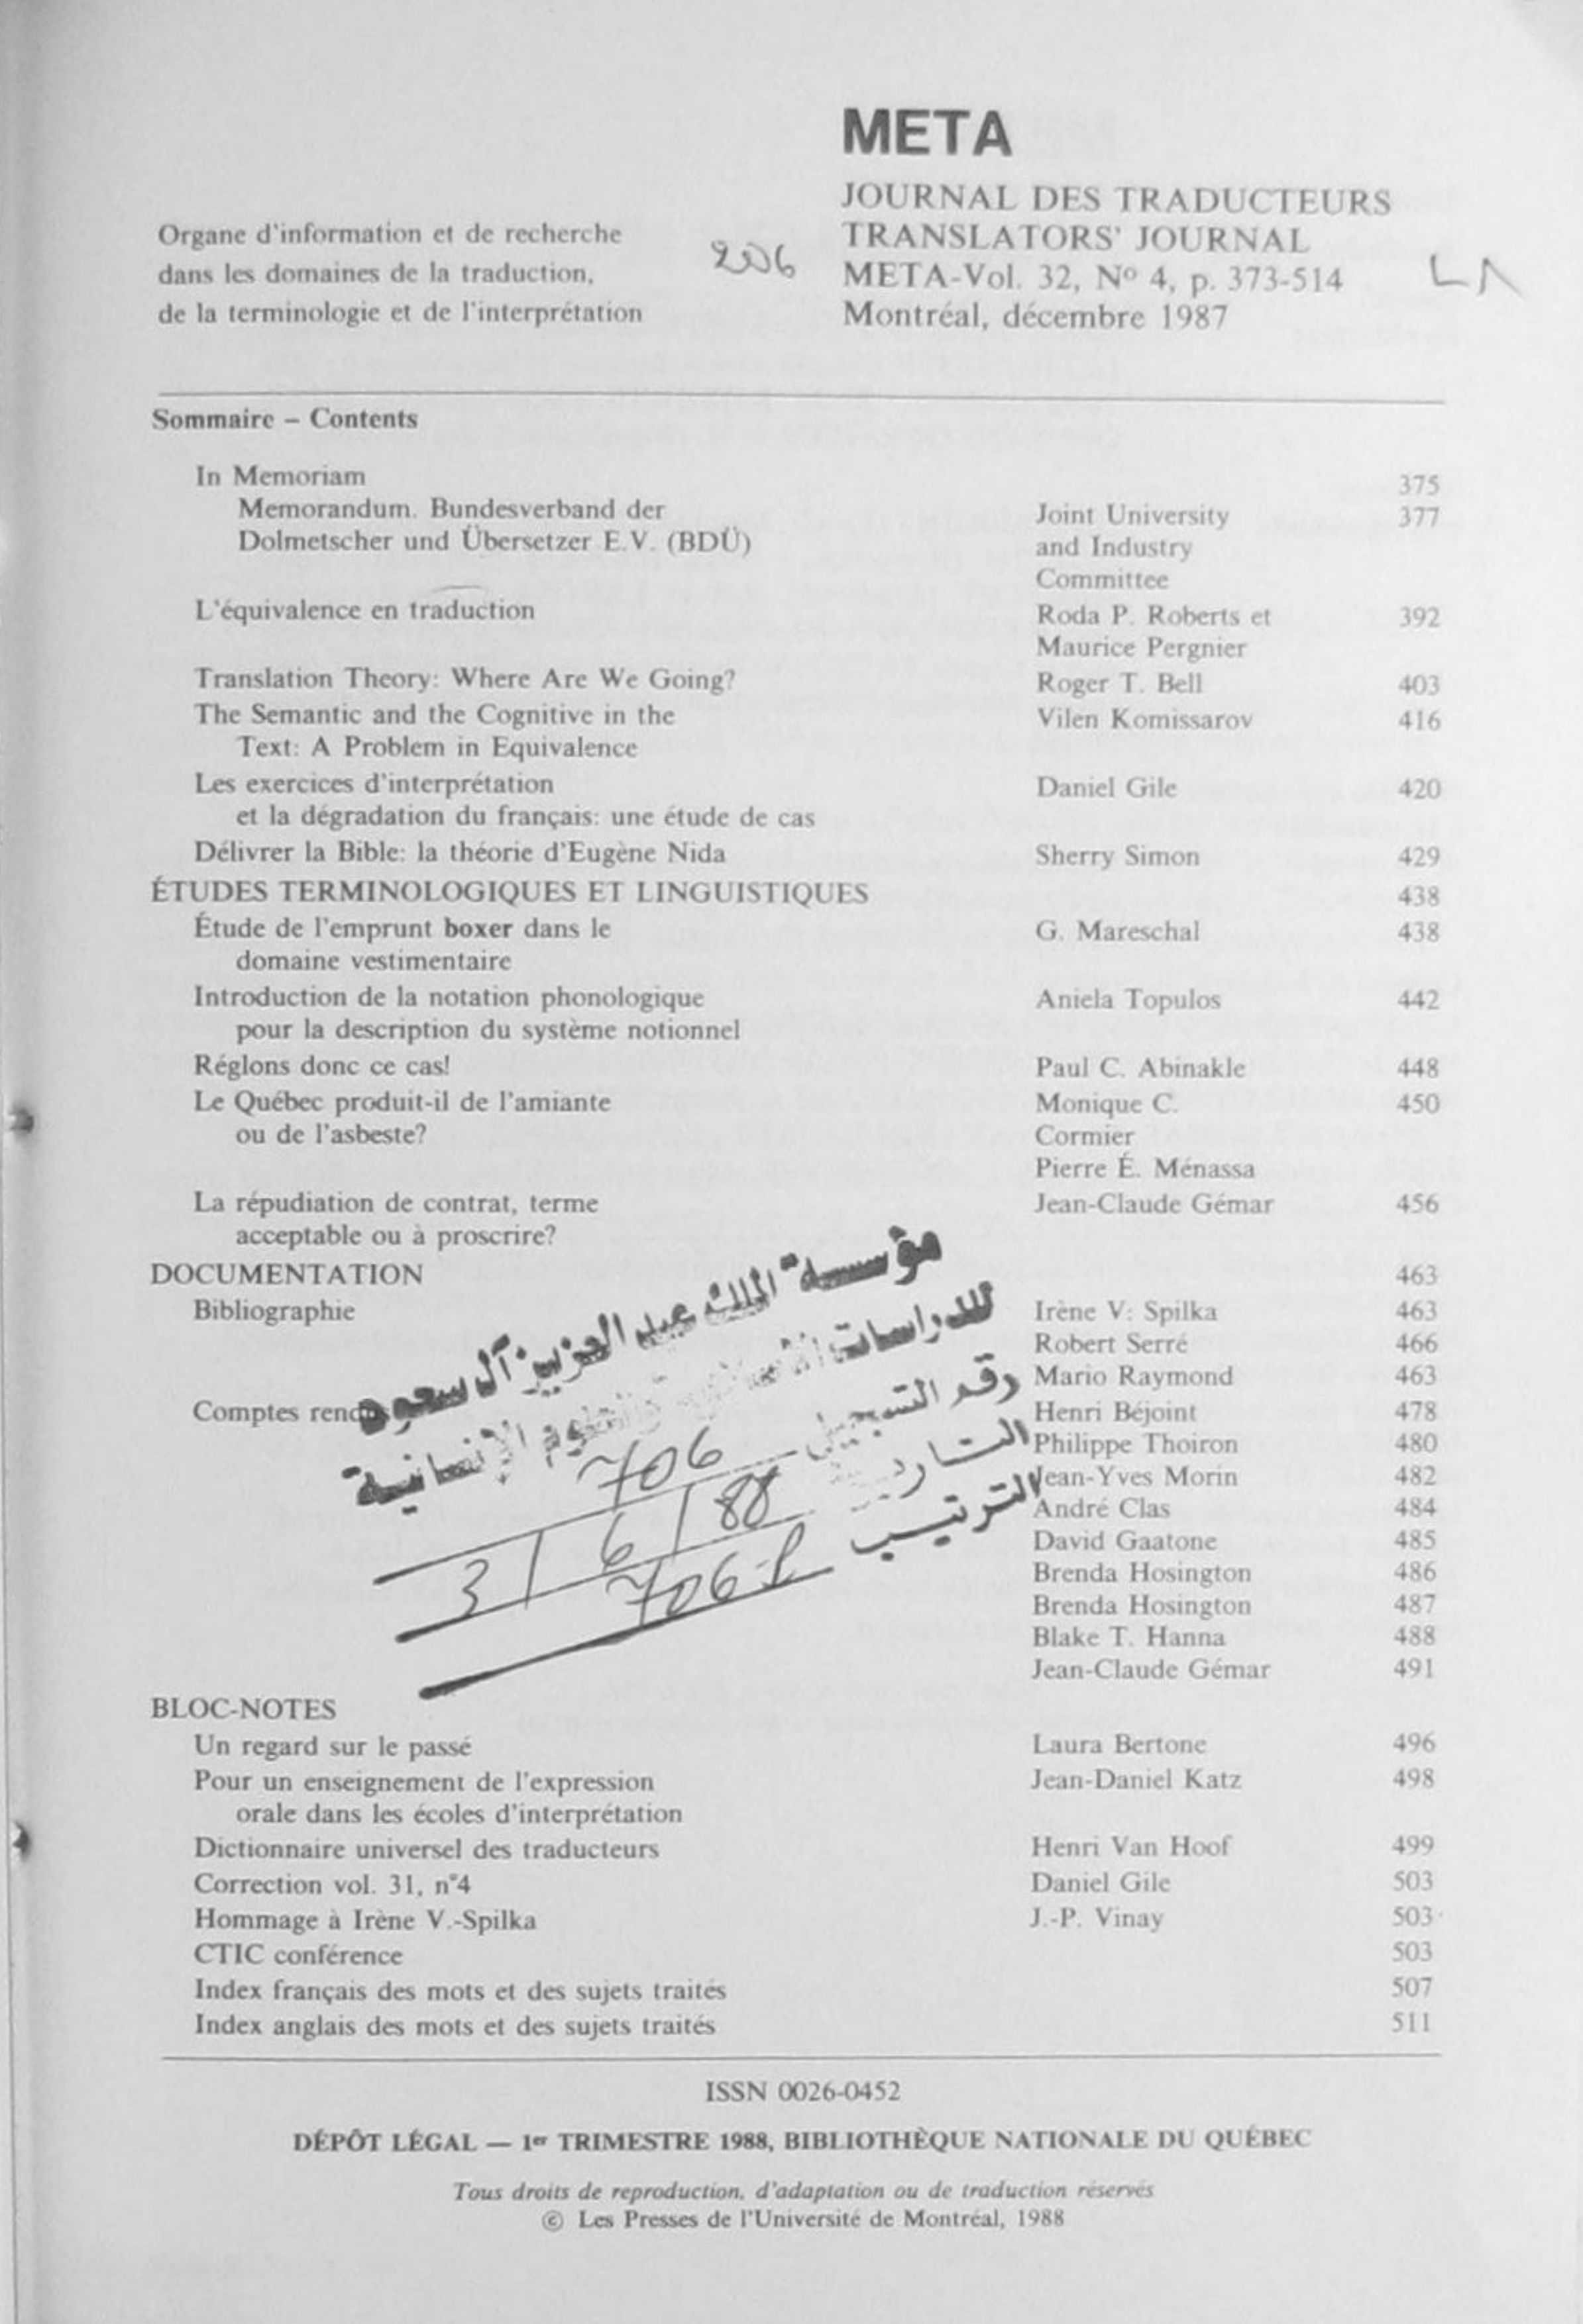 META
JOURNAL DES TRADUCTEURS
TRANSLATORS' JOURNAL
META-Vol. 32, Nº 4, p. 373-514
Montréal, décembre 1987
Organe d'information et de recherche
dans les domaines de la traduction,
de la terminologie et de l'interprétation
206
Sommaire – Contents
In Memoriam 375
Memorandum. Bundesverband der Joint University 377
Dolmetscher und Übersetzer E.V. (BDÜ) and Industry
Committee
L'équivalence en traduction Roda P. Roberts et 392
Maurice Pergnier
Translation Theory: Where Are We Going? Roger T. Bell 403
The Semantic and the Cognitive in the Vilen Komissarov 416
Text: A Problem in Equivalence
Les exercices d'interprétation Daniel Gile 420
et la dégradation du français: une étude de cas
Délivrer la Bible: la théorie d'Eugène Nida Sherry Simon 429
ÉTUDES TERMINOLOGIQUES ET LINGUISTIQUES 438
Étude de l'emprunt boxer dans le G. Mareschal 438
domaine vestimentaire
Introduction de la notation phonologique Aniela Topulos 442
pour la description du système notionnel
Réglons donc ce cas! Paul C. Abinakle 448
Le Québec produit-il de l'amiante Monique C. 450
ou de l'asbeste? Cormier
Pierre É. Ménassa
La répudiation de contrat, terme Jean-Claude Gémar 456
acceptable ou à proscrire?
DOCUMENTATION 463
Bibliographie Irène V. Spilka 463
Robert Serré 466
Mario Raymond 463
Comptes rendus Henri Béjoint 478
Philippe Thoiron 480
Jean-Yves Morin 482
André Clas 484
David Gaatone 485
Brenda Hosington 486
Brenda Hosington 487
Blake T. Hanna 488
Jean-Claude Gémar 491
مؤسسة الملك عبد العزيز آل سعود
للدراسات الإسلامية والعلوم الإنسانية
رقم التسجيل 706
التاريخ 3/6/88
الترتيب
BLOC-NOTES
Un regard sur le passé Laura Bertone 496
Pour un enseignement de l'expression Jean-Daniel Katz 498
orale dans les écoles d'interprétation
Dictionnaire universel des traducteurs Henri Van Hoof 499
Correction vol. 31, n°4 Daniel Gile 503
Hommage à Irène V.-Spilka J.-P. Vinay 503
CTIC conférence 503
Index français des mots et des sujets traités 507
Index anglais des mots et des sujets traités 511
ISSN 0026-0452
DÉPÔT LÉGAL — 1er TRIMESTRE 1988, BIBLIOTHÈQUE NATIONALE DU QUÉBEC
Tous droits de reproduction, d'adaptation ou de traduction réservés
© Les Presses de l'Université de Montréal, 1988